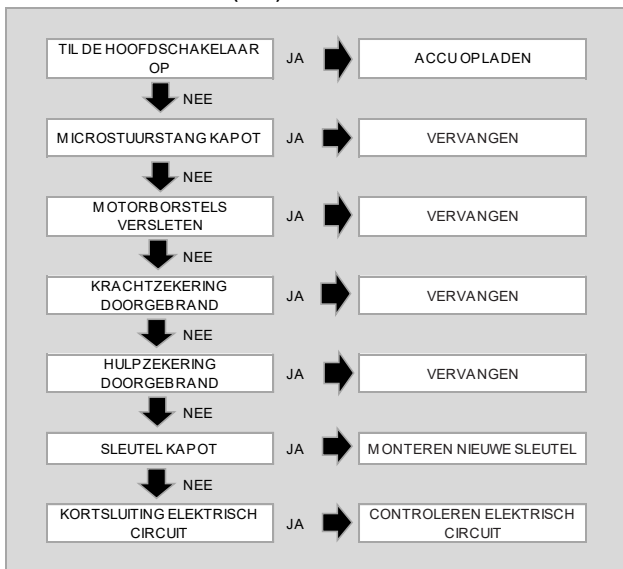 TIL DE HOOFDSCHAKELAAR
OP
JA
ACCU OPLADEN
NEE
MICROSTUURSTANG KAPOT
JA
VERVANGEN
NEE
MOTORBORSTELS
VERSLETEN
JA
VERVANGEN
NEE
KRACHTZEKERING
DOORGEBRAND
JA
VERVANGEN
NEE
HULPZEKERING
DOORGEBRAND
JA
VERVANGEN
NEE
SLEUTEL KAPOT
JA
MONTEREN NIEUWE SLEUTEL
NEE
KORTSLUITING ELEKTRISCH
CIRCUIT
JA
CONTROLEREN ELEKTRISCH
CIRCUIT